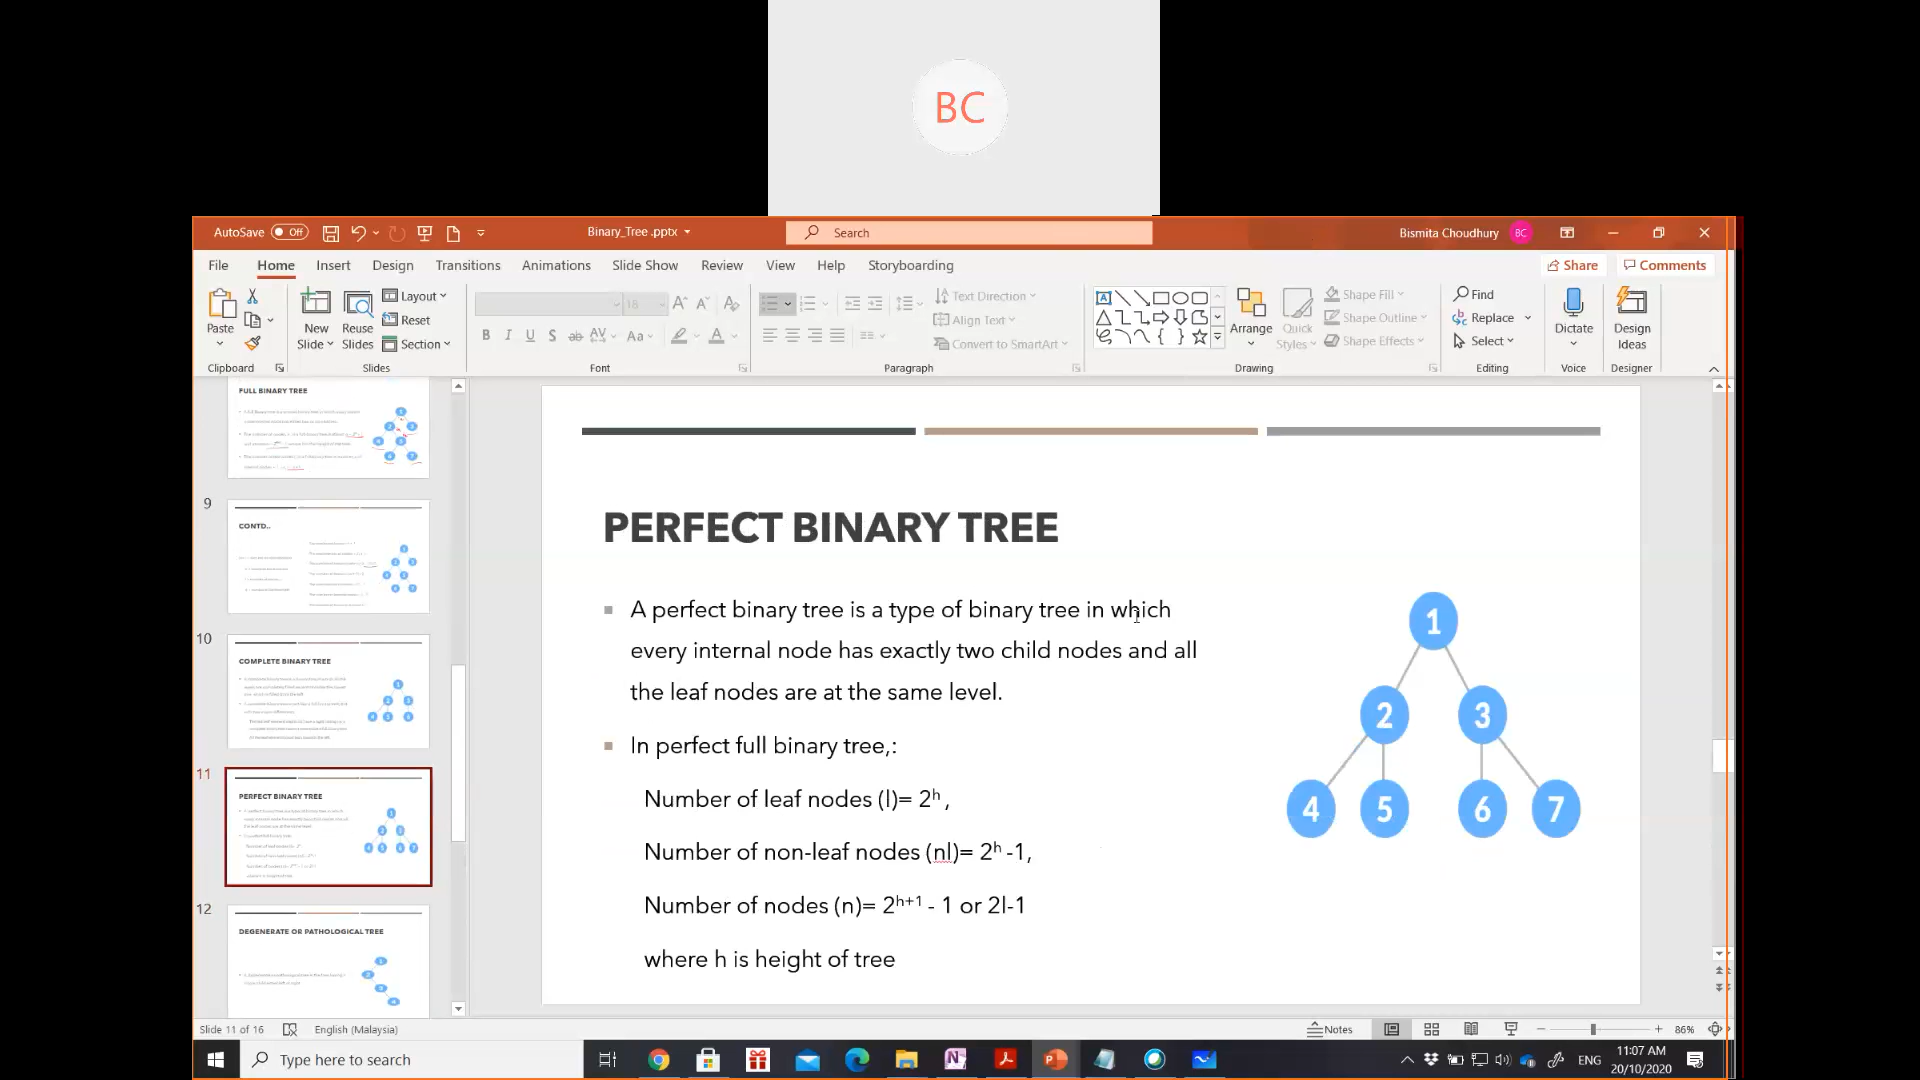 BC
AutoSave Off
Binary_Tree .pptx
Search
Bismita Choudhury BC
File Home Insert Design Transitions Animations Slide Show Review View Help Storyboarding
Share Comments
Paste
Clipboard
New Slide
Reuse Slides
Layout
Reset
Section
Slides
18
Font
Text Direction
Align Text
Convert to SmartArt
Paragraph
Arrange
Quick Styles
Shape Fill
Shape Outline
Shape Effects
Drawing
Find
Replace
Select
Editing
Dictate
Voice
Design Ideas
Designer
FULL BINARY TREE
9
CONTD..
10
COMPLETE BINARY TREE
11
PERFECT BINARY TREE
12
DEGENERATE OR PATHOLOGICAL TREE
PERFECT BINARY TREE
A perfect binary tree is a type of binary tree in which
every internal node has exactly two child nodes and all
the leaf nodes are at the same level.
In perfect full binary tree,:
Number of leaf nodes (l)= 2ʰ ,
Number of non-leaf nodes (nl)= 2ʰ -1,
Number of nodes (n)= 2ʰ⁺¹ - 1 or 2l-1
where h is height of tree
1
2 3
4 5 6 7
Slide 11 of 16
English (Malaysia)
Notes
86%
Type here to search
ENG
11:07 AM
20/10/2020